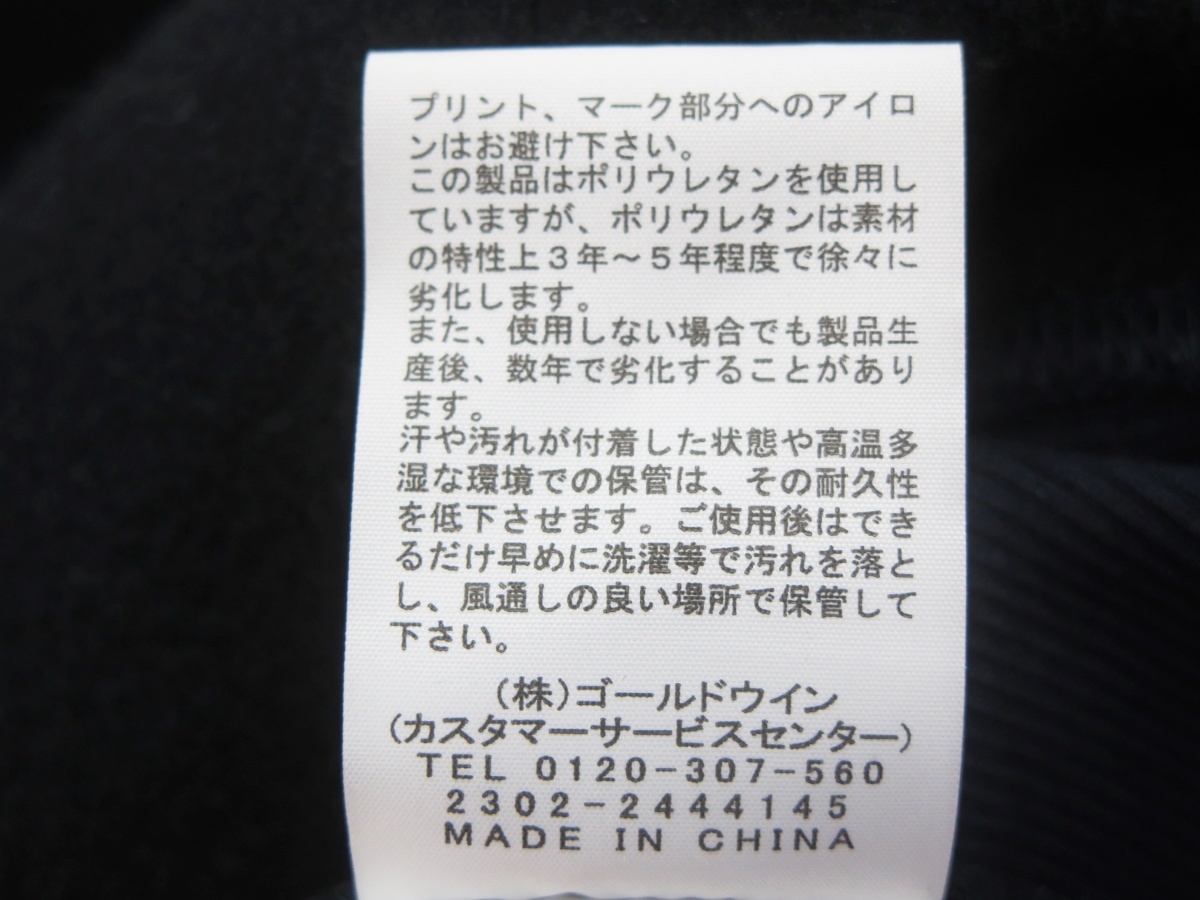 プリント、マーク部分へのアイロ
ンはお避け下さい。
この製品はポリウレタンを使用し
ていますが、ポリウレタンは素材
の特性上３年～５年程度で徐々に
劣化します。
また、使用しない場合でも製品生
産後、数年で劣化することがあり
ます。
汗や汚れが付着した状態や高温多
湿な環境での保管は、その耐久性
を低下させます。ご使用後はでき
るだけ早めに洗濯等で汚れを落と
し、風通しの良い場所で保管して
下さい。
(株)ゴールドウイン
(カスタマーサービスセンター)
TEL 0120-307-560
2302-2444145
MADE IN CHINA